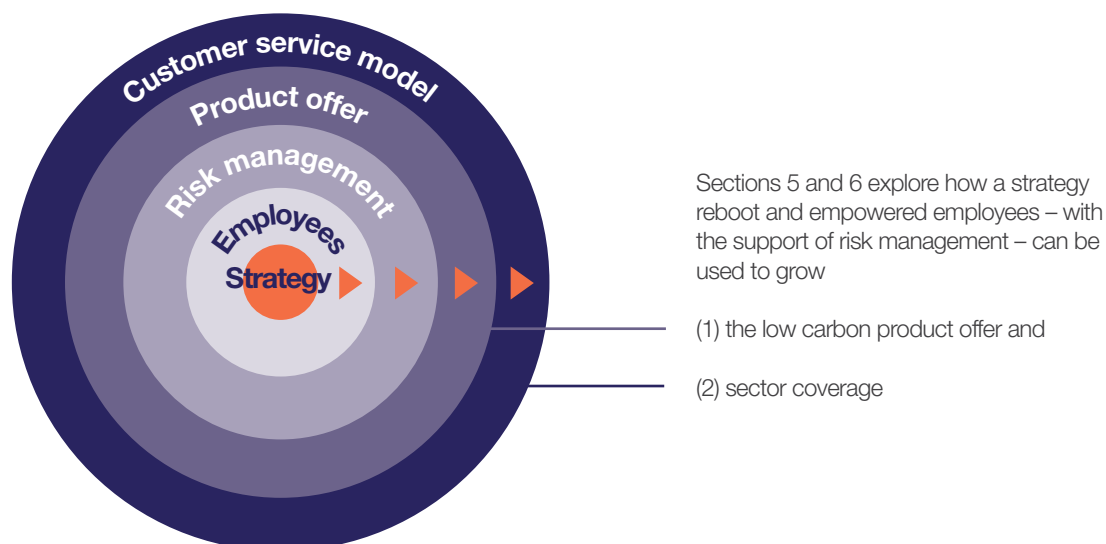 Customer service model
Product offer
Risk management
Employees
Strategy
Sections 5 and 6 explore how a strategy
reboot and empowered employees – with
the support of risk management – can be
used to grow
(1) the low carbon product offer and
(2) sector coverage